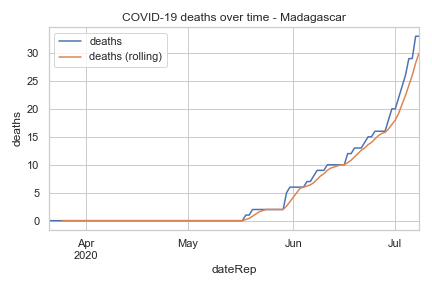 COVID-19 deaths over time - Madagascar
deaths
deaths (rolling)
deaths
30
25
20
15
10
5
0
Apr
2020
May
Jun
Jul
dateRep